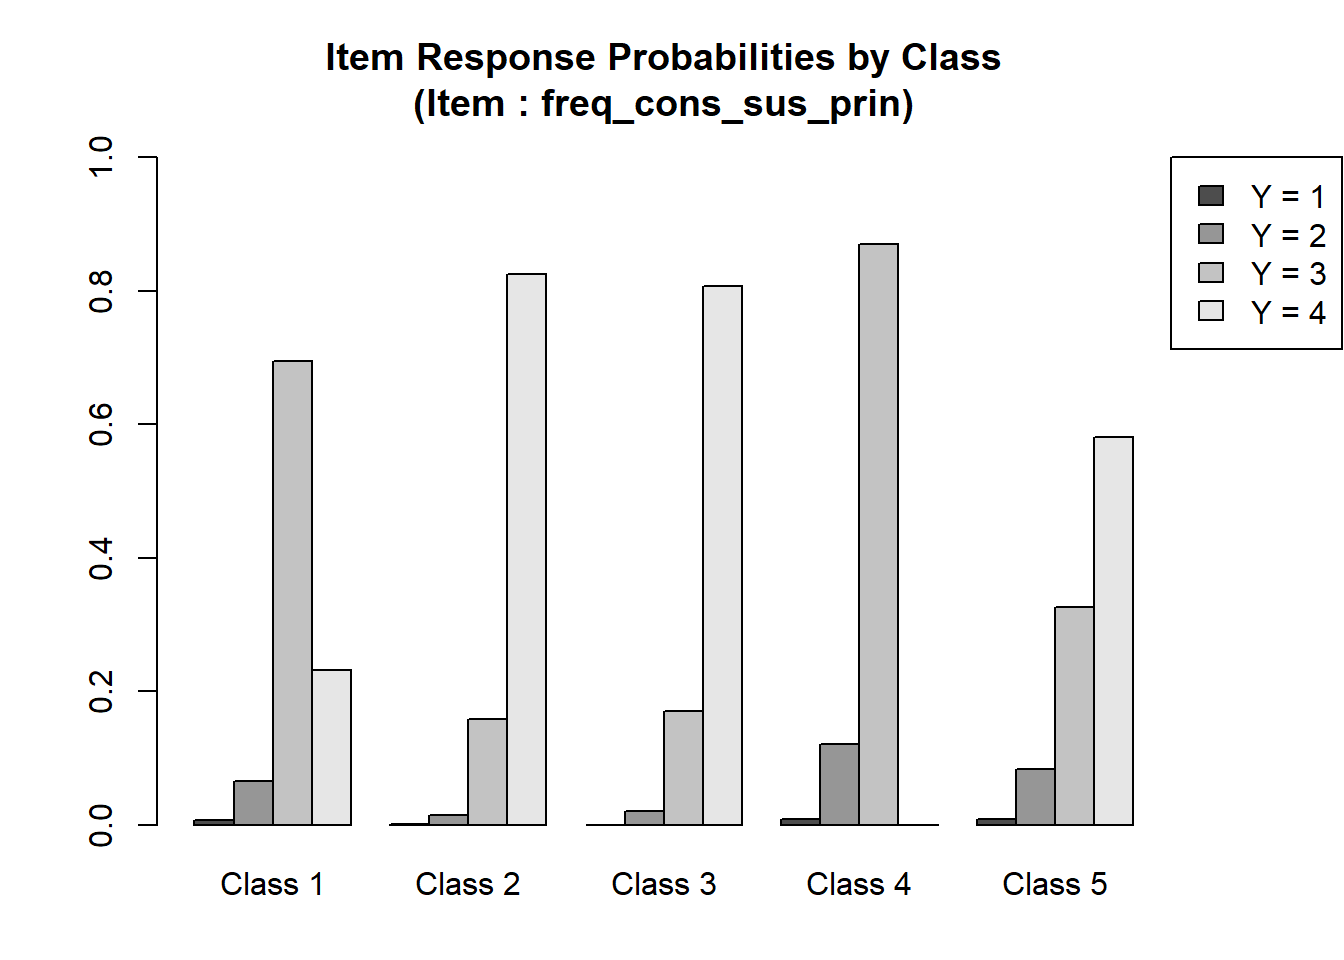 Item Response Probabilities by Class
(Item : freq_cons_sus_prin)
1.0
0.8
0.6
0.4
0.2
0.0
Y = 1
Y = 2
Y = 3
Y = 4
Class 1
Class 2
Class 3
Class 4
Class 5